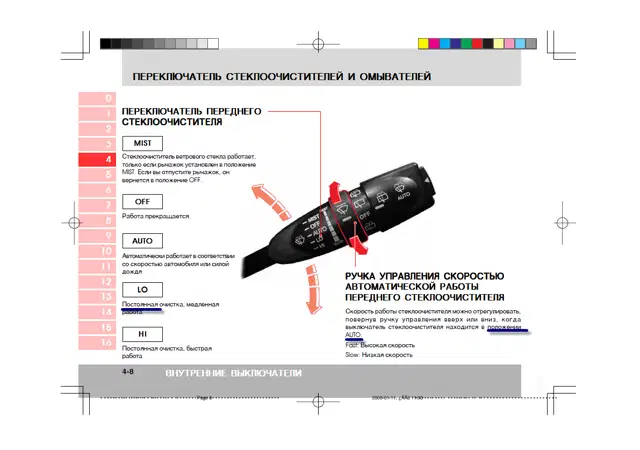 ПЕРЕКЛЮЧАТЕЛЬ СТЕКЛООЧИСТИТЕЛЕЙ И ОМЫВАТЕЛЕЙ
0
1
2
3
4
5
6
7
8
9
10
11
12
13
14
15
16
ПЕРЕКЛЮЧАТЕЛЬ ПЕРЕДНЕГО
СТЕКЛООЧИСТИТЕЛЯ
MIST
Стеклоочиститель ветрового стекла работает,
только если рычажок установлен в положение
MIST. Если вы отпустите рычажок, он
вернется в положение OFF.
OFF
Работа прекращается
AUTO
Автоматически работает в соответствии
со скоростью автомобиля или силой
дождя
LO
Постоянная очистка, медленная
работа
HI
Постоянная очистка, быстрая
работа
MIST
OFF
AUTO
LO
HI
OFF
AUTO
РУЧКА УПРАВЛЕНИЯ СКОРОСТЬЮ
АВТОМАТИЧЕСКОЙ РАБОТЫ
ПЕРЕДНЕГО СТЕКЛООЧИСТИТЕЛЯ
Скорость работы стеклоочистителя можно отрегулировать,
повернув ручку управления вверх или вниз, когда
выключатель стеклоочистителя находится в положении
AUTO.
Fast: Высокая скорость
Slow: Низкая скорость
4-8
ВНУТРЕННИЕ ВЫКЛЮЧАТЕЛИ
Page 8